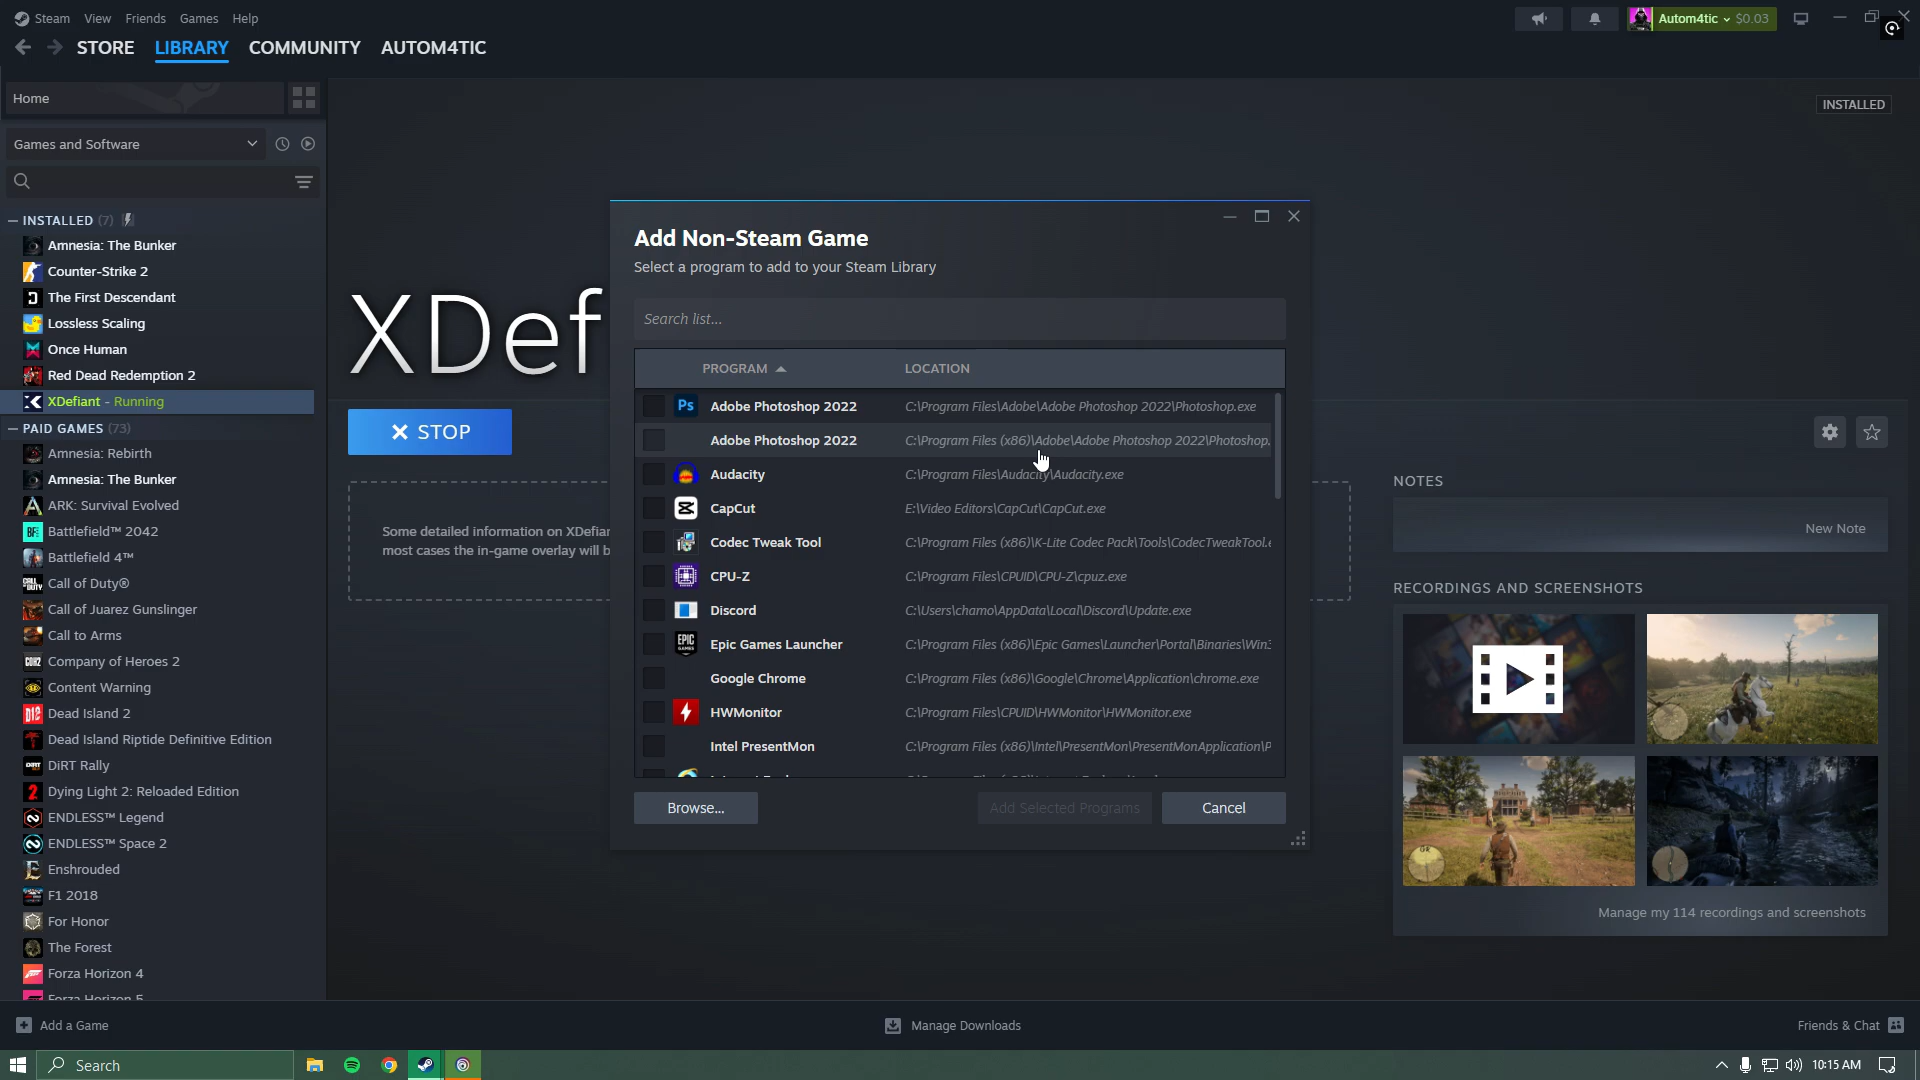 Steam View Friends Games Help
Autom4tic $0.03
STORE LIBRARY COMMUNITY AUTOM4TIC
Home
INSTALLED
Games and Software
INSTALLED (7)
Amnesia: The Bunker
Counter-Strike 2
The First Descendant
Lossless Scaling
Once Human
Red Dead Redemption 2
XDefiant - Running
PAID GAMES (73)
Amnesia: Rebirth
Amnesia: The Bunker
ARK: Survival Evolved
Battlefield™ 2042
Battlefield 4™
Call of Duty®
Call of Juarez Gunslinger
Call to Arms
Company of Heroes 2
Content Warning
Dead Island 2
Dead Island Riptide Definitive Edition
DiRT Rally
Dying Light 2: Reloaded Edition
ENDLESS™ Legend
ENDLESS™ Space 2
Enshrouded
F1 2018
For Honor
The Forest
Forza Horizon 4
Forza Horizon 5
XDef
STOP
Some detailed information on XDefian
most cases the in-game overlay will b
Add Non-Steam Game
Select a program to add to your Steam Library
Search list...
PROGRAM LOCATION
Ps Adobe Photoshop 2022 C:\Program Files\Adobe\Adobe Photoshop 2022\Photoshop.exe
Adobe Photoshop 2022 C:\Program Files (x86)\Adobe\Adobe Photoshop 2022\Photoshop.
Audacity C:\Program Files\Audacity\Audacity.exe
CapCut E:\Video Editors\CapCut\CapCut.exe
Codec Tweak Tool C:\Program Files (x86)\K-Lite Codec Pack\Tools\CodecTweakTool.e
CPU-Z C:\Program Files\CPUID\CPU-Z\cpuz.exe
Discord C:\Users\chamo\AppData\Local\Discord\Update.exe
EPIC GAMES Epic Games Launcher C:\Program Files (x86)\Epic Games\Launcher\Portal\Binaries\Win3
Google Chrome C:\Program Files (x86)\Google\Chrome\Application\chrome.exe
HWMonitor C:\Program Files\CPUID\HWMonitor\HWMonitor.exe
Intel PresentMon C:\Program Files (x86)\Intel\PresentMon\PresentMonApplication\P
Browse... Add Selected Programs Cancel
NOTES
New Note
RECORDINGS AND SCREENSHOTS
Manage my 114 recordings and screenshots
Add a Game Manage Downloads Friends & Chat
Search 10:15 AM